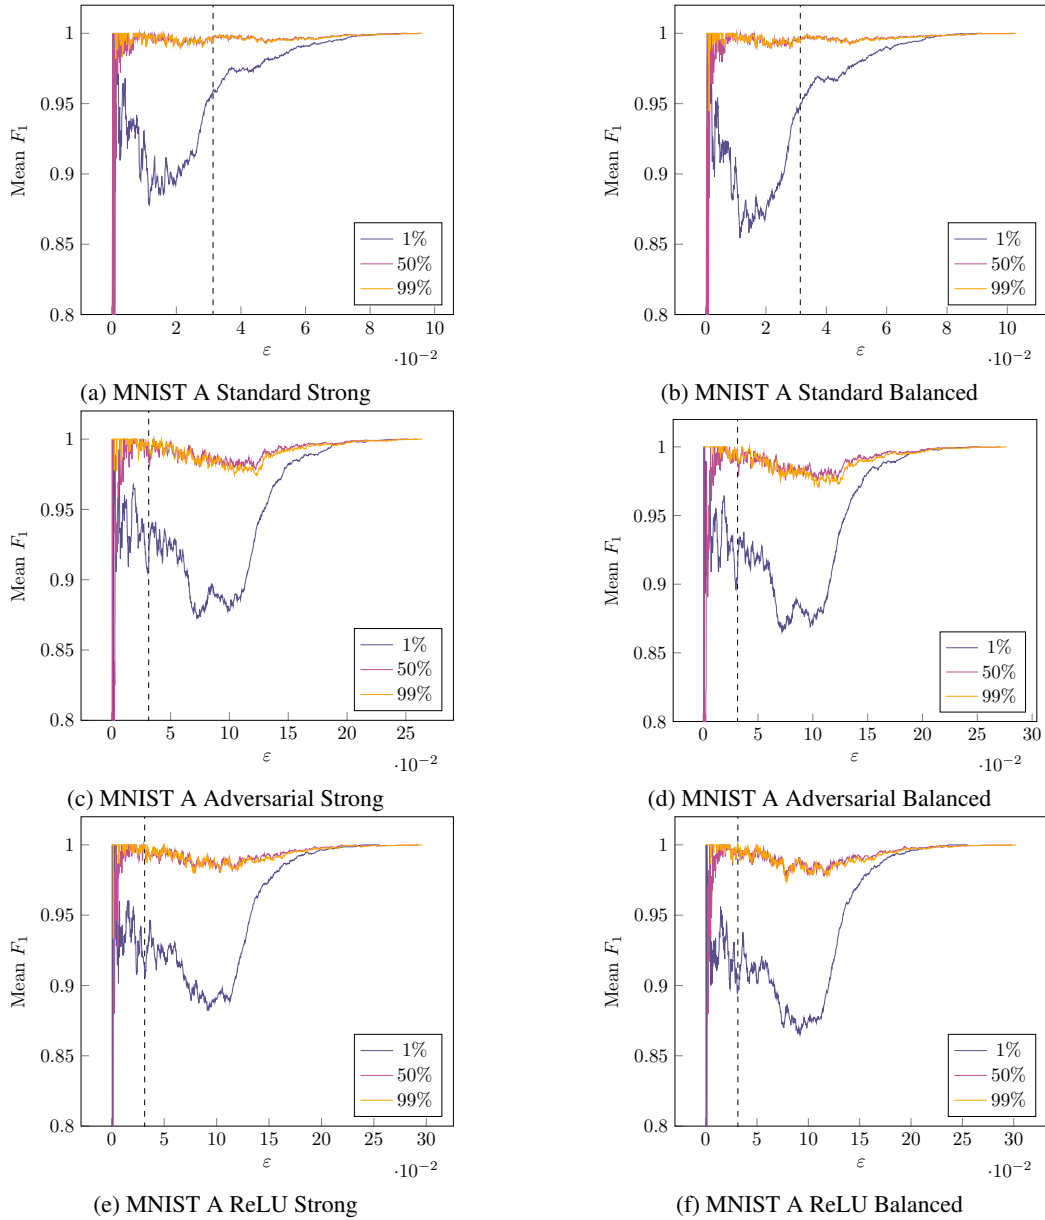 1
0.95
0.9
0.85
0.8
Mean F1
1%
50%
99%
0 2 4 6 8 10
·10−2
ε
(a) MNIST A Standard Strong
1
0.95
0.9
0.85
0.8
Mean F1
1%
50%
99%
0 2 4 6 8 10
·10−2
ε
(b) MNIST A Standard Balanced
1
0.95
0.9
0.85
0.8
Mean F1
1%
50%
99%
0 5 10 15 20 25
·10−2
ε
(c) MNIST A Adversarial Strong
1
0.95
0.9
0.85
0.8
Mean F1
1%
50%
99%
0 5 10 15 20 25 30
·10−2
ε
(d) MNIST A Adversarial Balanced
1
0.95
0.9
0.85
0.8
Mean F1
1%
50%
99%
0 5 10 15 20 25 30
·10−2
ε
(e) MNIST A ReLU Strong
1
0.95
0.9
0.85
0.8
Mean F1
1%
50%
99%
0 5 10 15 20 25 30
·10−2
ε
(f) MNIST A ReLU Balanced